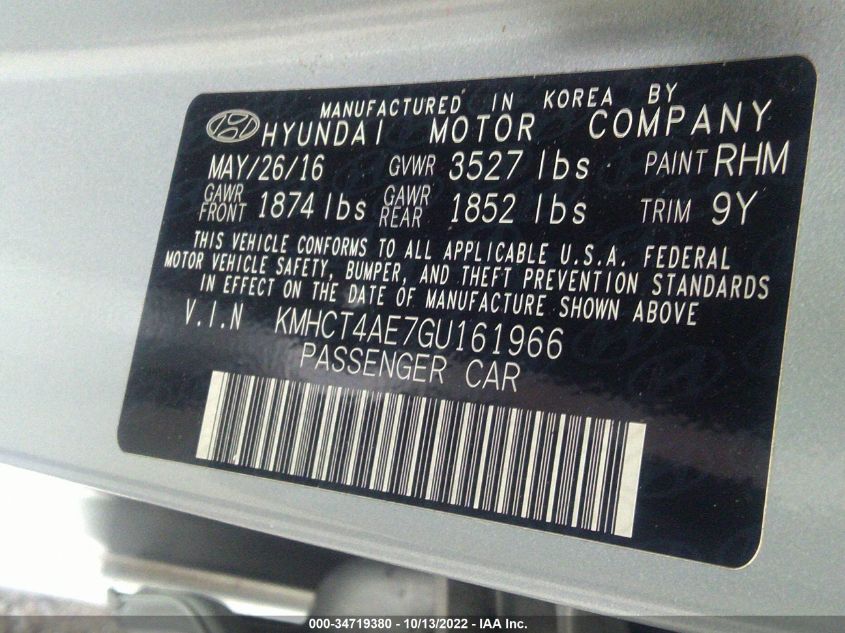 MANUFACTURED IN KOREA BY
HYUNDAI MOTOR COMPANY
MAY/26/16 GVWR 3527 lbs PAINT RHM
GAWR FRONT 1874 lbs GAWR REAR 1852 lbs TRIM 9Y
THIS VEHICLE CONFORMS TO ALL APPLICABLE U.S.A. FEDERAL
MOTOR VEHICLE SAFETY, BUMPER, AND THEFT PREVENTION STANDARDS
IN EFFECT ON THE DATE OF MANUFACTURE SHOWN ABOVE
V.I.N KMHCT4AE7GU161966
PASSENGER CAR
000-34719380 - 10/13/2022 - IAA Inc.